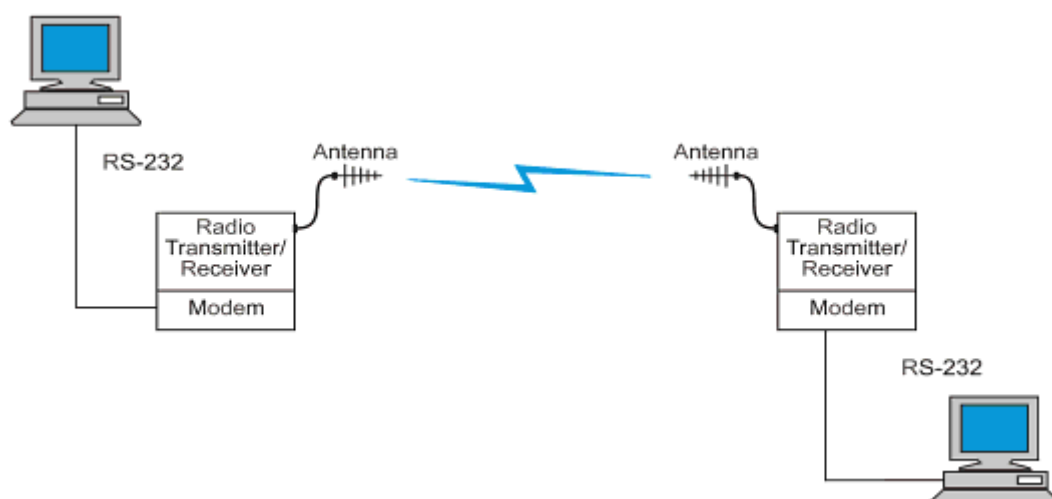 RS-232
Antenna
Antenna
Radio
Transmitter/
Receiver
Modem
Radio
Transmitter/
Receiver
Modem
RS-232